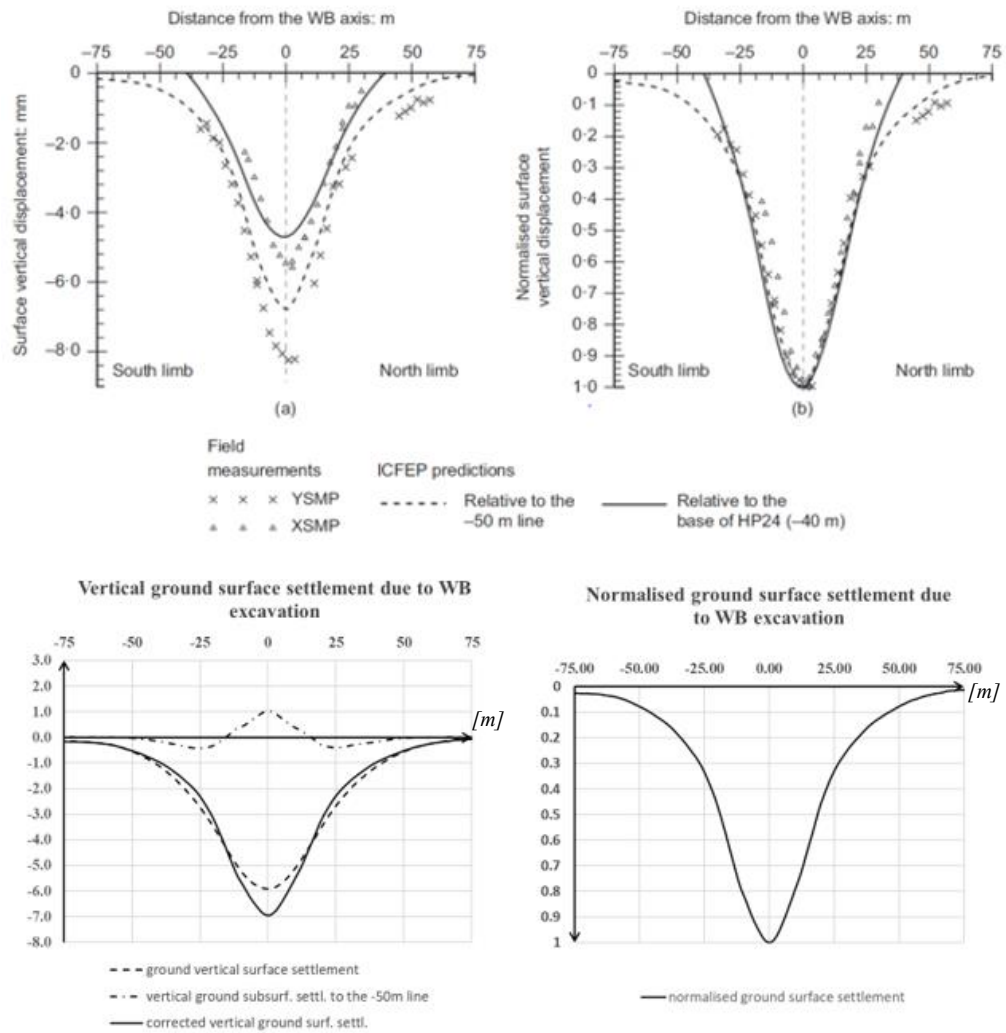 Distance from the WB axis: m
–75 –50 –25 0 25 50 75
Surface vertical displacement: mm
0
–2·0
–4·0
–6·0
–8·0
South limb
North limb
(a)
Distance from the WB axis: m
–75 –50 –25 0 25 50 75
Normalised surface
vertical displacement
0
0·1
0·2
0·3
0·4
0·5
0·6
0·7
0·8
0·9
1·0
South limb
North limb
(b)
Field
measurements
YSMP
XSMP
ICFEP predictions
Relative to the
–50 m line
Relative to the
base of HP24 (–40 m)
Vertical ground surface settlement due to WB
excavation
-75 -50 -25 0 25 50 75
3.0
2.0
1.0
0.0
-1.0
-2.0
-3.0
-4.0
-5.0
-6.0
-7.0
-8.0
[m]
ground vertical surface settlement
vertical ground subsurf. settl. to the -50m line
corrected vertical ground surf. settl.
Normalised ground surface settlement due
to WB excavation
-75.00 -50.00 -25.00 0.00 25.00 50.00 75.00
0
0.1
0.2
0.3
0.4
0.5
0.6
0.7
0.8
0.9
1
[m]
normalised ground surface settlement